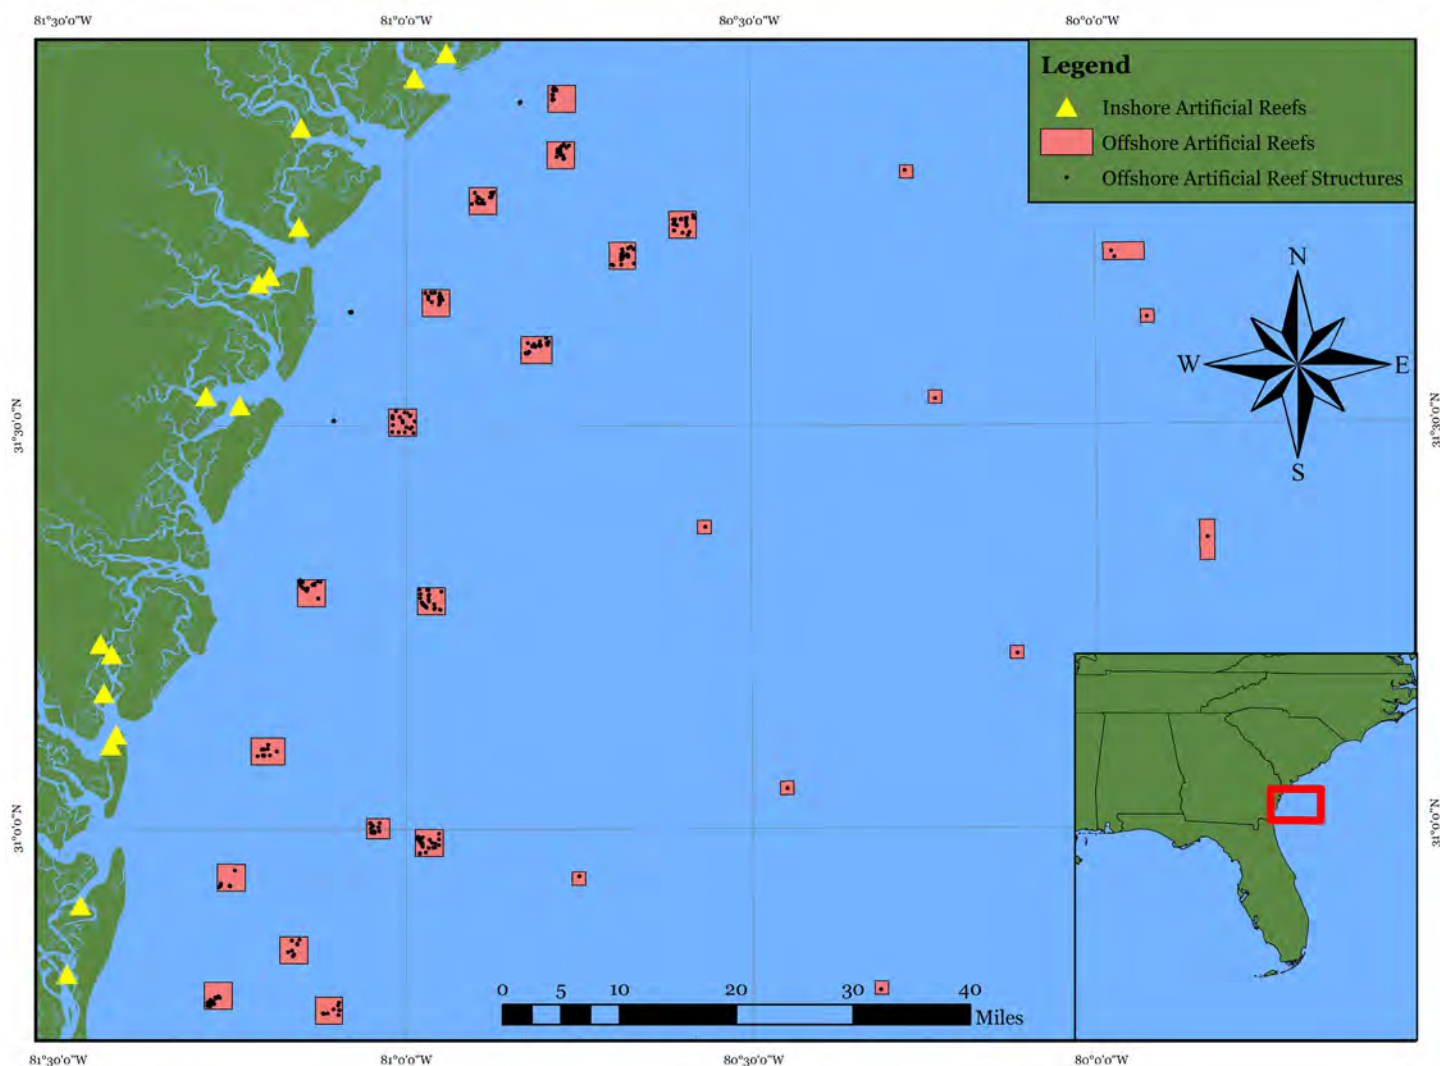 81°30'0"W 81°0'0"W 80°30'0"W 80°0'0"W
Legend
Inshore Artificial Reefs
Offshore Artificial Reefs
Offshore Artificial Reef Structures
N
W E
S
31°30'0"N 31°30'0"N
31°0'0"N 31°0'0"N
0 5 10 20 30 40
Miles
81°30'0"W 81°0'0"W 80°30'0"W 80°0'0"W